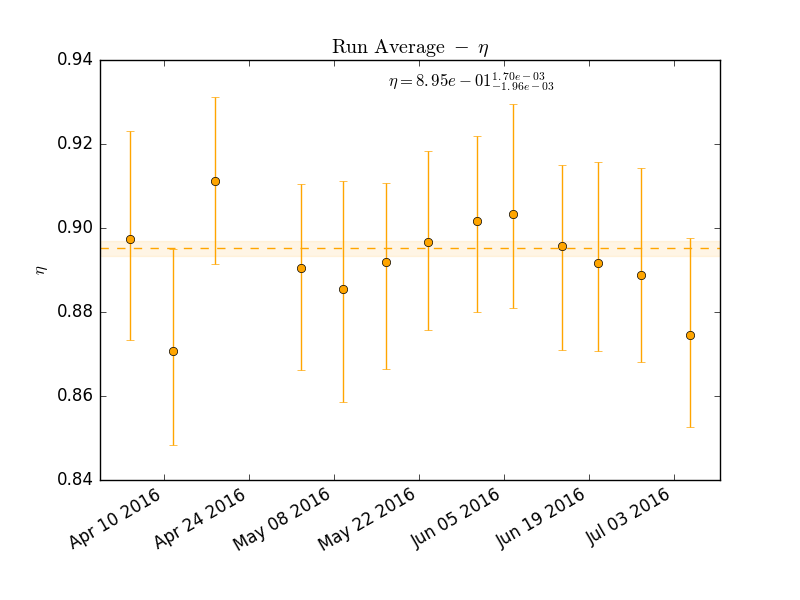 Run Average − η
η = 8.95e − 01 1.70e−03 −1.96e−03
0.94
0.92
0.90
0.88
0.86
0.84
η
Apr 10 2016
Apr 24 2016
May 08 2016
May 22 2016
Jun 05 2016
Jun 19 2016
Jul 03 2016